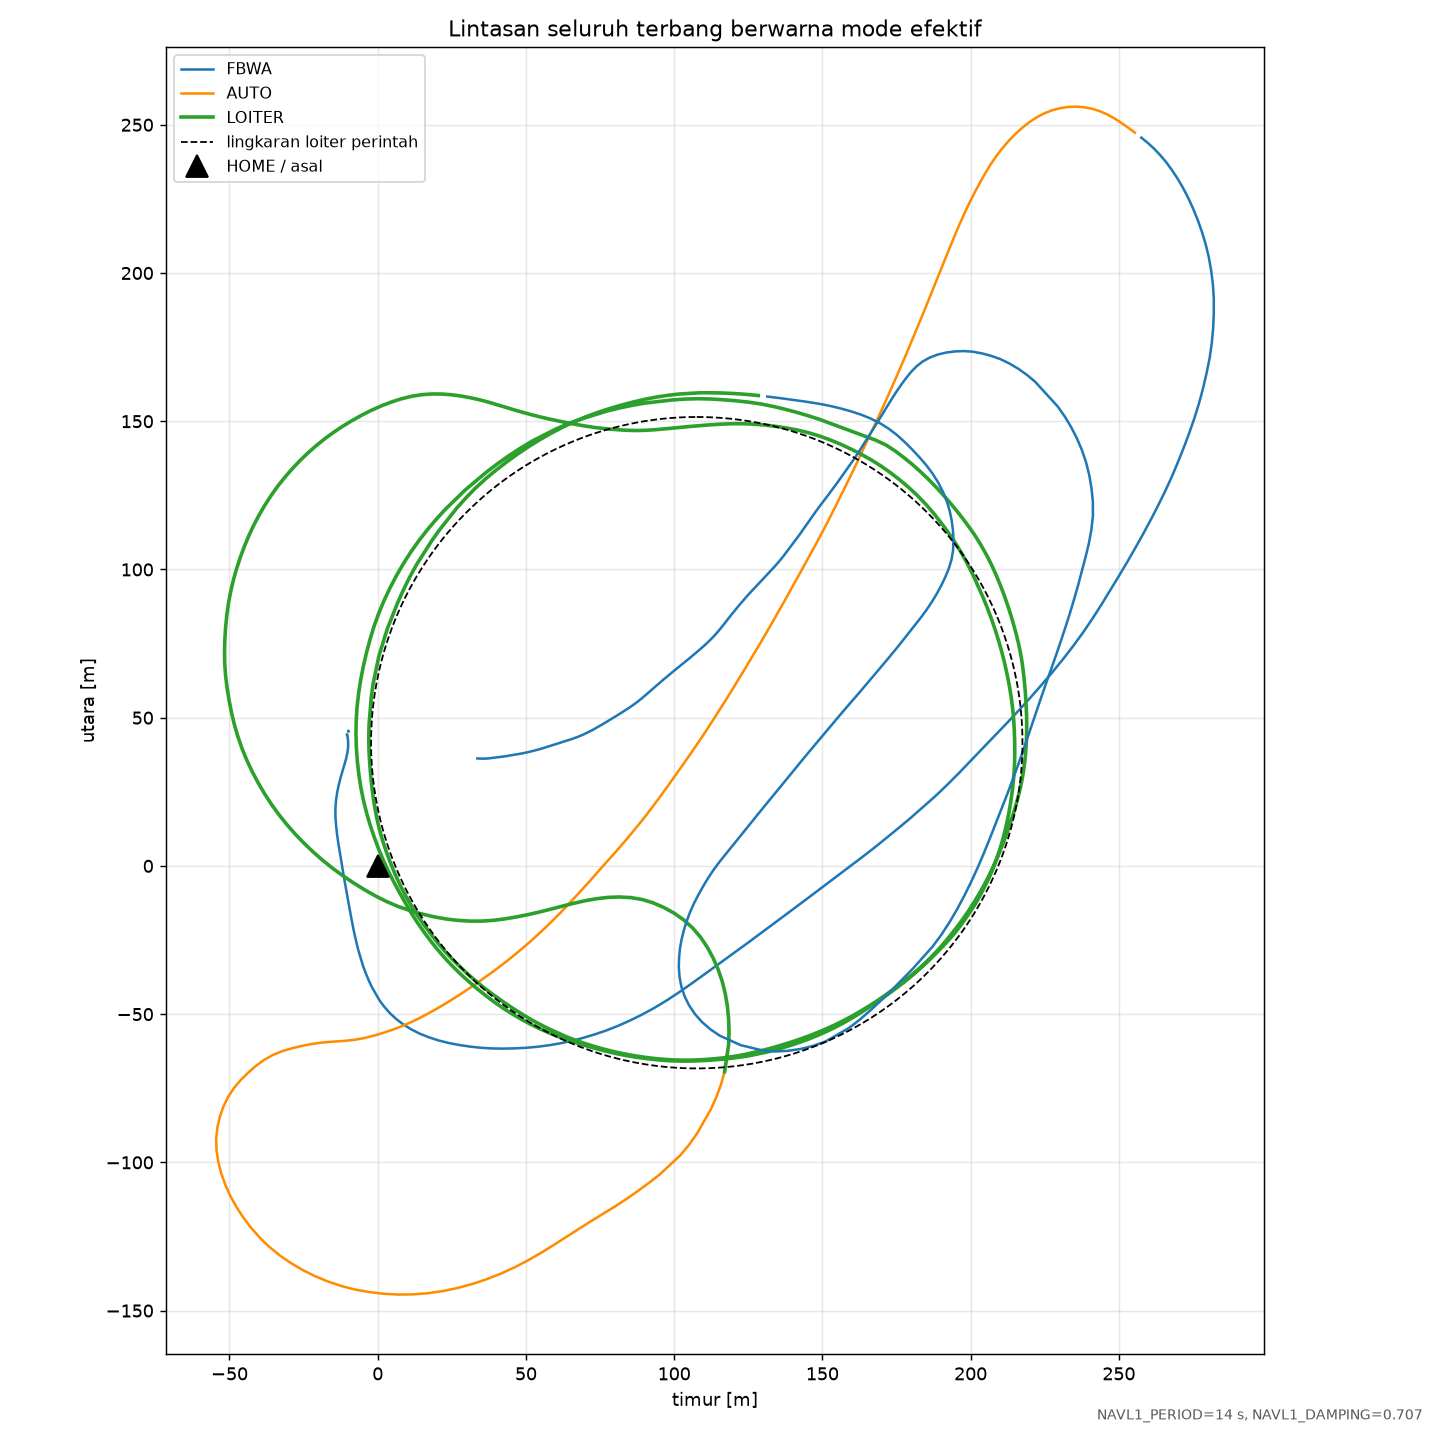 Lintasan seluruh terbang berwarna mode efektif
FBWA
AUTO
LOITER
lingkaran loiter perintah
HOME / asal
250
200
150
100
50
0
−50
−100
−150
utara [m]
−50
0
50
100
150
200
250
timur [m]
NAVL1_PERIOD=14 s, NAVL1_DAMPING=0.707